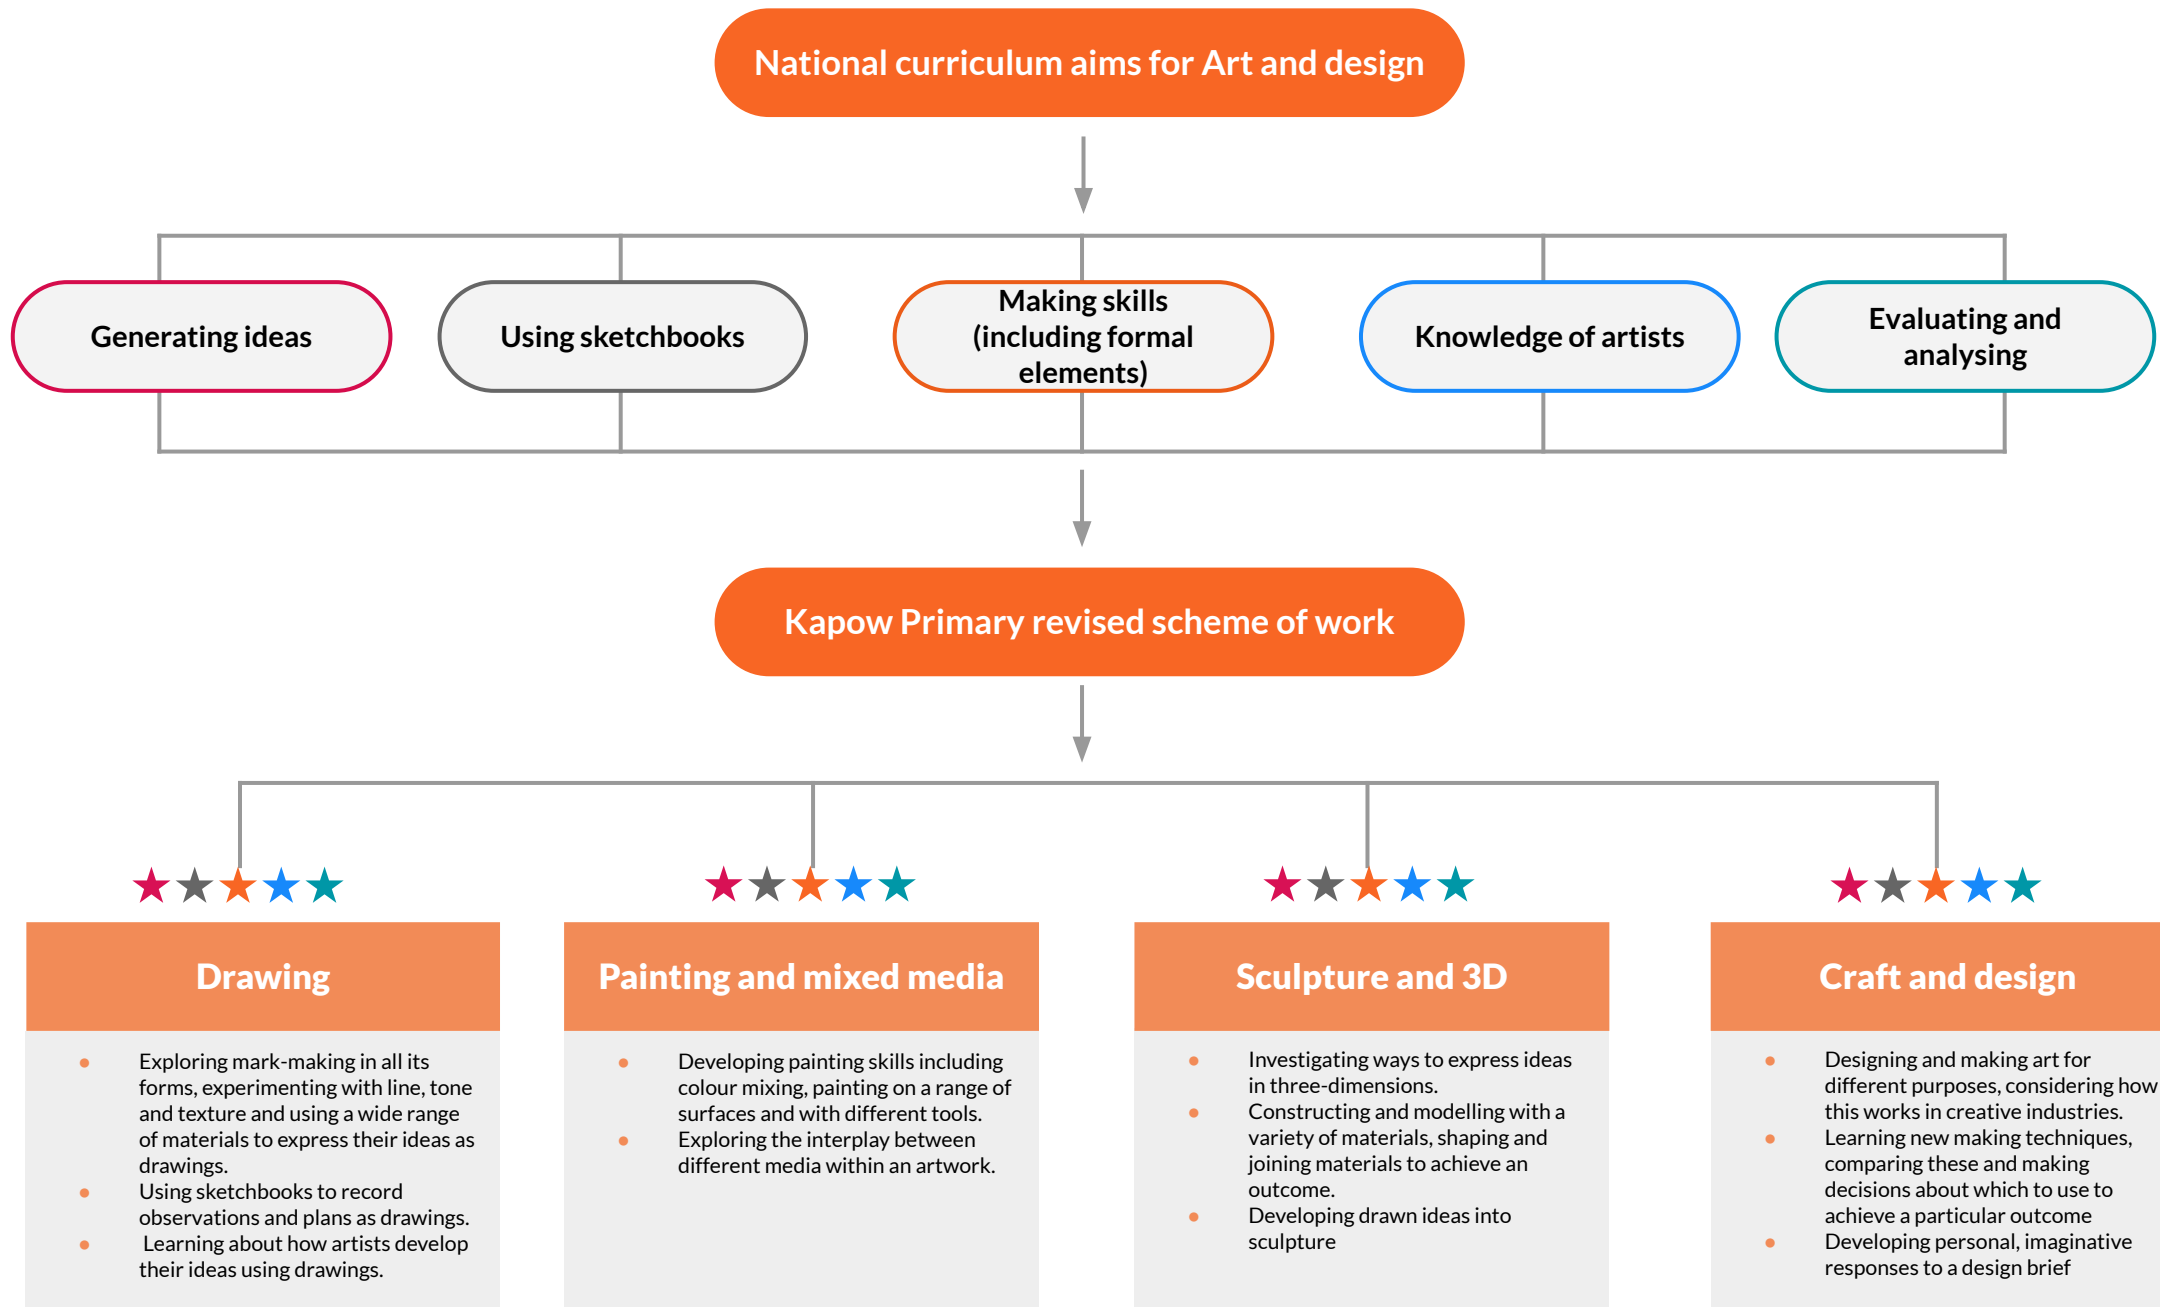 National curriculum aims for Art and design
Generating ideas
Using sketchbooks
Making skills
(including formal
elements)
Knowledge of artists
Evaluating and
analysing
Kapow Primary revised scheme of work
Drawing
● Exploring mark-making in all its
forms, experimenting with line, tone
and texture and using a wide range
of materials to express their ideas as
drawings.
● Using sketchbooks to record
observations and plans as drawings.
● Learning about how artists develop
their ideas using drawings.
Painting and mixed media
● Developing painting skills including
colour mixing, painting on a range of
surfaces and with different tools.
● Exploring the interplay between
different media within an artwork.
Sculpture and 3D
● Investigating ways to express ideas
in three-dimensions.
● Constructing and modelling with a
variety of materials, shaping and
joining materials to achieve an
outcome.
● Developing drawn ideas into
sculpture
Craft and design
● Designing and making art for
different purposes, considering how
this works in creative industries.
● Learning new making techniques,
comparing these and making
decisions about which to use to
achieve a particular outcome
● Developing personal, imaginative
responses to a design brief